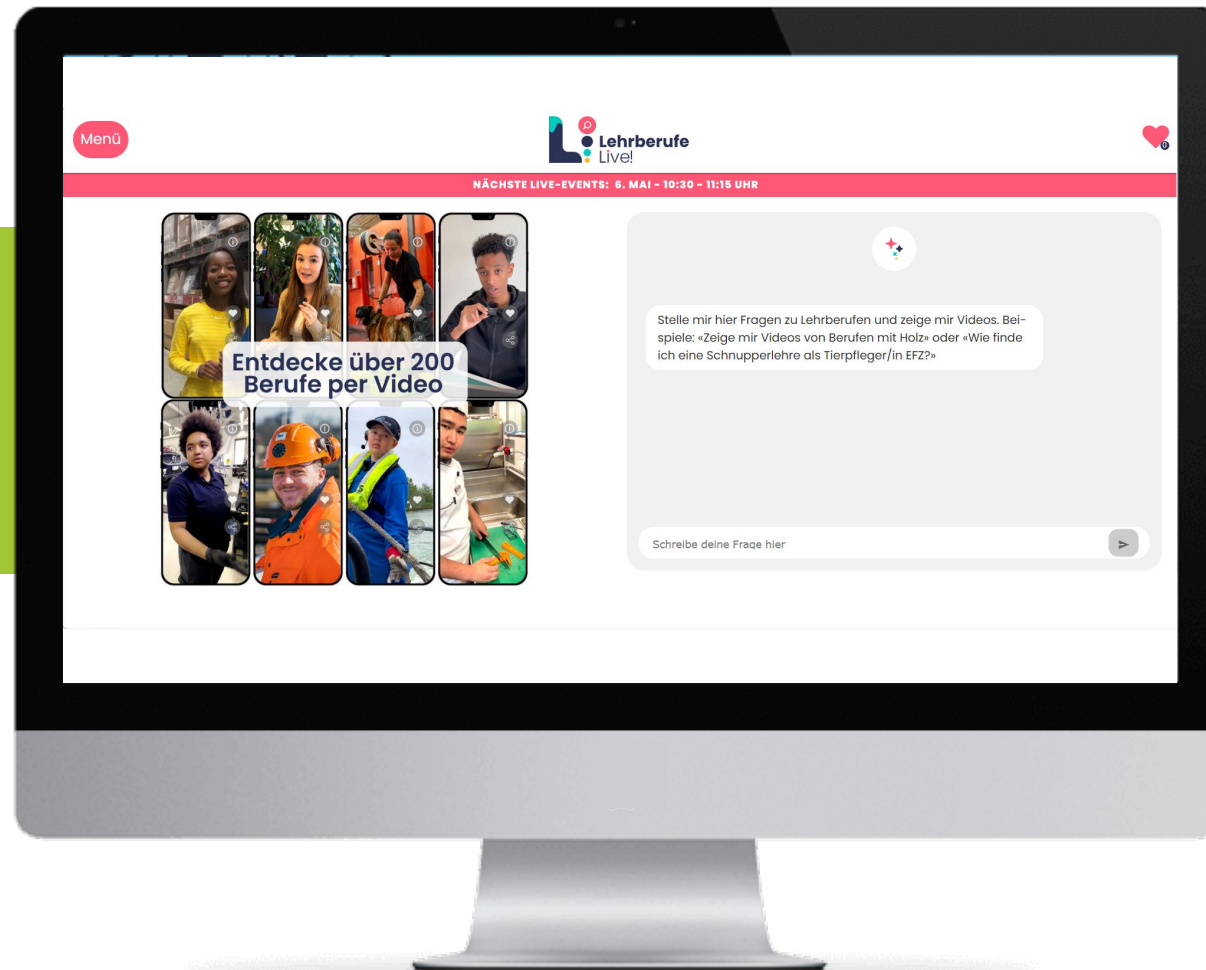 Menü
Lehrberufe
Live!
0
NÄCHSTE LIVE-EVENTS: 6. MAI - 10:30 - 11:15 UHR
Entdecke über 200
Berufe per Video
Stelle mir hier Fragen zu Lehrberufen und zeige mir Videos. Bei-
spiele: «Zeige mir Videos von Berufen mit Holz» oder «Wie finde
ich eine Schnupperlehre als Tierpfleger/in EFZ?»
Schreibe deine Frage hier